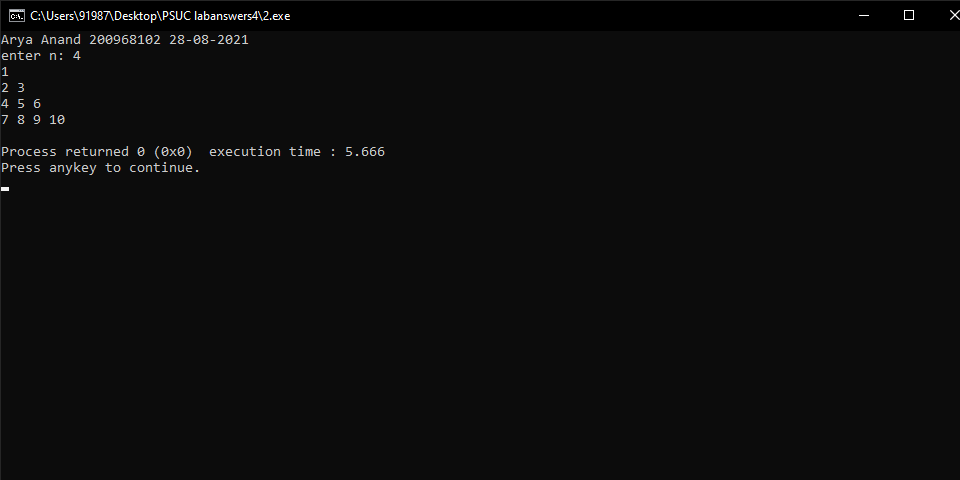 C:\Users\91987\Desktop\PSUC labanswers4\2.exe
Arya Anand 200968102 28-08-2021
enter n: 4
1
2 3
4 5 6
7 8 9 10
Process returned 0 (0x0)  execution time : 5.666
Press anykey to continue.